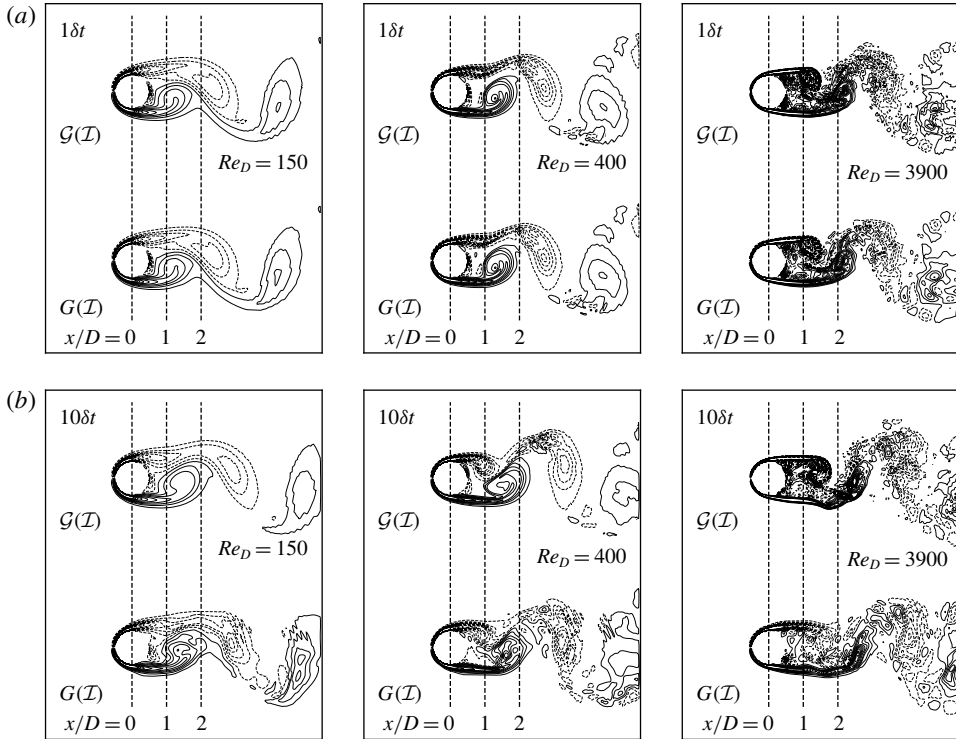 (a)
1δt
𝒢(ℐ)
Re_D = 150
G(ℐ)
x/D = 0 1 2
1δt
𝒢(ℐ)
Re_D = 400
G(ℐ)
x/D = 0 1 2
1δt
𝒢(ℐ)
Re_D = 3900
G(ℐ)
x/D = 0 1 2
(b)
10δt
𝒢(ℐ)
Re_D = 150
G(ℐ)
x/D = 0 1 2
10δt
𝒢(ℐ)
Re_D = 400
G(ℐ)
x/D = 0 1 2
10δt
𝒢(ℐ)
Re_D = 3900
G(ℐ)
x/D = 0 1 2